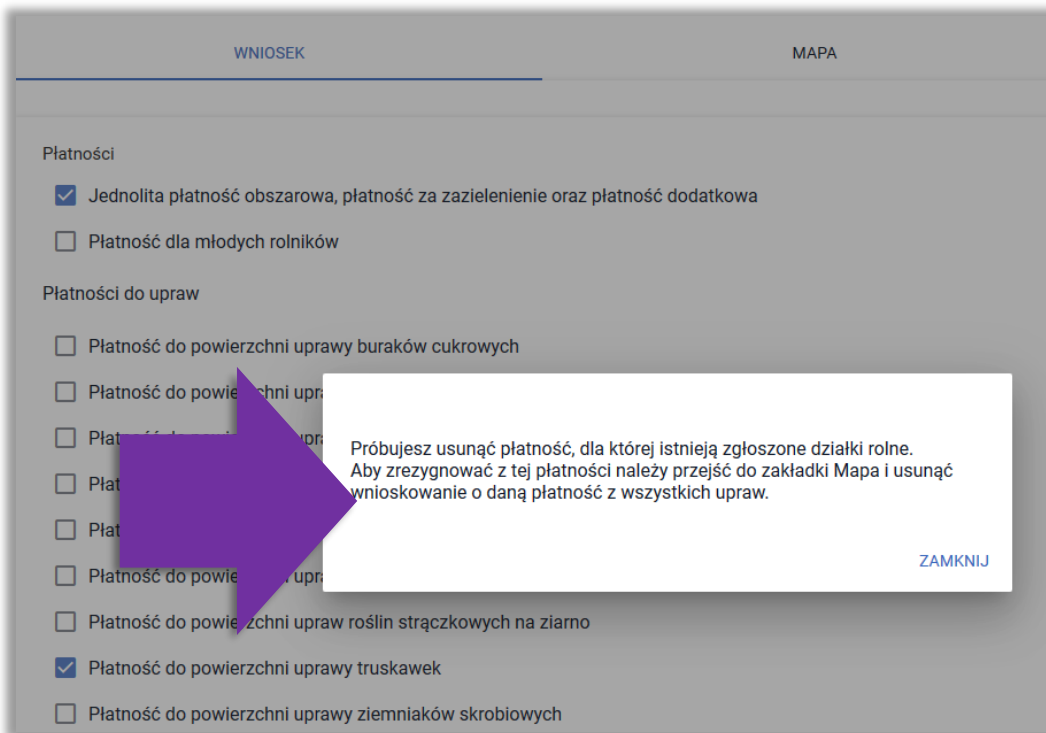 WNIOSEK
MAPA
Płatności
Jednolita płatność obszarowa, płatność za zazielenienie oraz płatność dodatkowa
Płatność dla młodych rolników
Płatności do upraw
Płatność do powierzchni uprawy buraków cukrowych
Płatność do
Próbujesz usunąć płatność, dla której istnieją zgłoszone działki rolne.
Aby zrezygnować z tej płatności należy przejść do zakładki Mapa i usunąć
wnioskowanie o daną płatność z wszystkich upraw.
ZAMKNIJ
Płatność do
Płatność do powierzchni upraw roślin strączkowych na ziarno
Płatność do powierzchni uprawy truskawek
Płatność do powierzchni uprawy ziemniaków skrobiowych